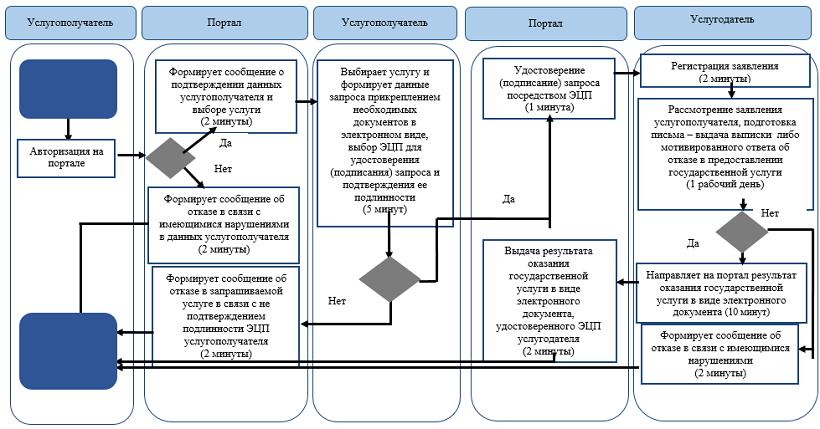 Услугополучатель
Портал
Услугополучатель
Портал
Услугодатель
Авторизация на
портале
Формирует сообщение о
подтверждении данных
услугополучателя и
выборе услуги
(2 минуты)
Да
Нет
Формирует сообщение об
отказе в связи с
имеющимися нарушениями
в данных услугополучателя
(2 минуты)
Формирует сообщение об
отказе в запрашиваемой
услуге в связи с не
подтверждением
подлинности ЭЦП
услугополучателя
(2 минуты)
Выбирает услугу и
формирует данные
запроса прикреплением
необходимых
документов в
электронном виде,
выбор ЭЦП для
удостоверения
(подписания) запроса и
подтверждения ее
подлинности
(5 минут)
Нет
Да
Удостоверение
(подписание) запроса
посредством ЭЦП
(1 минута)
Выдача результата
оказания
государственной
услуги в виде
электронного
документа,
удостоверенного ЭЦП
услугодателя
(2 минуты)
Регистрация заявления
(2 минуты)
Рассмотрение заявления
услугополучателя, подготовка
письма – выдача выписки либо
мотивированного ответа об
отказе в предоставлении
государственной услуги
(1 рабочий день)
Нет
Да
Направляет на портал результат
оказания государственной
услуги в виде электронного
документа (10 минут)
Формирует сообщение об
отказе в связи с имеющимися
нарушениями
(2 минуты)